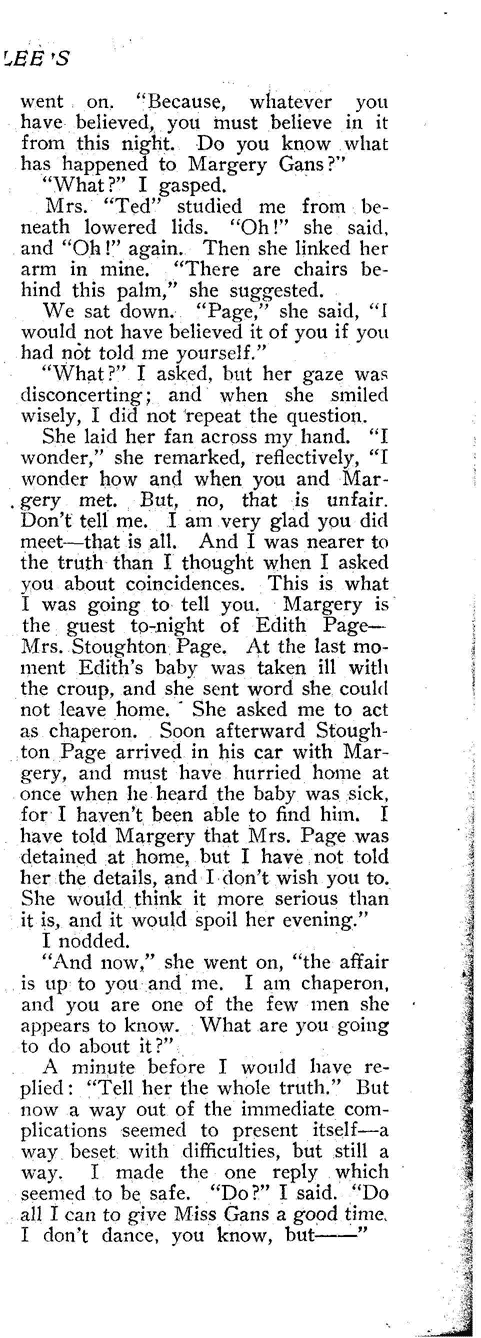 LEE'S
went on. "Because, whatever you
have believed, you must believe in it
from this night. Do you know what
has happened to Margery Gans?"
"What?" I gasped.
Mrs. "Ted" studied me from be-
neath lowered lids. "Oh!" she said,
and "Oh!" again. Then she linked her
arm in mine. "There are chairs be-
hind this palm," she suggested.
We sat down. "Page," she said, "I
would not have believed it of you if you
had not told me yourself."
"What?" I asked, but her gaze was
disconcerting; and when she smiled
wisely, I did not repeat the question.
She laid her fan across my hand. "I
wonder," she remarked, reflectively, "I
wonder how and when you and Mar-
gery met. But, no, that is unfair.
Don't tell me. I am very glad you did
meet—that is all. And I was nearer to
the truth than I thought when I asked
you about coincidences. This is what
I was going to tell you. Margery is
the guest to-night of Edith Page—
Mrs. Stoughton Page. At the last mo-
ment Edith's baby was taken ill with
the croup, and she sent word she could
not leave home. She asked me to act
as chaperon. Soon afterward Stough-
ton Page arrived in his car with Mar-
gery, and must have hurried home at
once when he heard the baby was sick,
for I haven't been able to find him. I
have told Margery that Mrs. Page was
detained at home, but I have not told
her the details, and I don't wish you to.
She would think it more serious than
it is, and it would spoil her evening."
I nodded.
"And now," she went on, "the affair
is up to you and me. I am chaperon,
and you are one of the few men she
appears to know. What are you going
to do about it?"
A minute before I would have re-
plied: "Tell her the whole truth." But
now a way out of the immediate com-
plications seemed to present itself—a
way beset with difficulties, but still a
way. I made the one reply which
seemed to be safe. "Do?" I said. "Do
all I can to give Miss Gans a good time.
I don't dance, you know, but——"